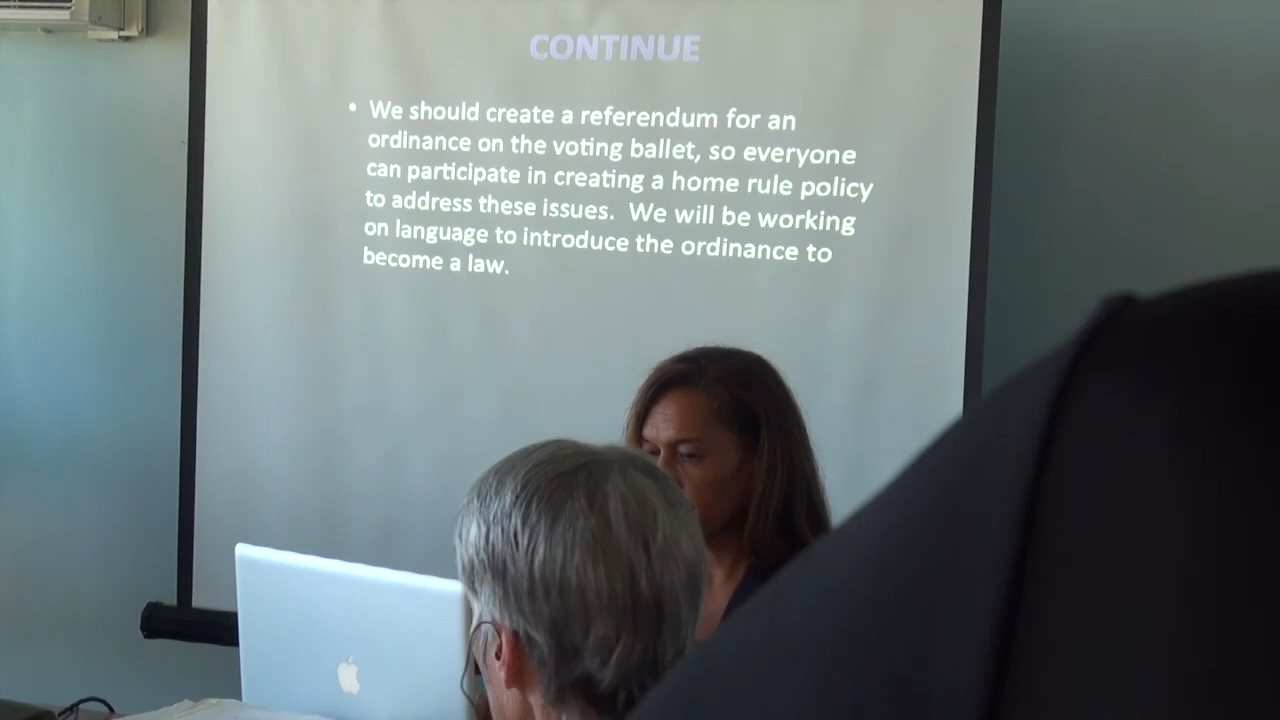 CONTINUE
• We should create a referendum for an
ordinance on the voting ballet, so everyone
can participate in creating a home rule policy
to address these issues.  We will be working
on language to introduce the ordinance to
become a law.